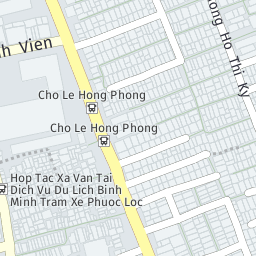 h Vien
ong Ho Thi Ky
Cho Le Hong Phong
Cho Le Hong Phong
Hop Tac Xa Van Tai
Dich Vu Du Lich Binh
Minh Tram Xe Phuoc Loc